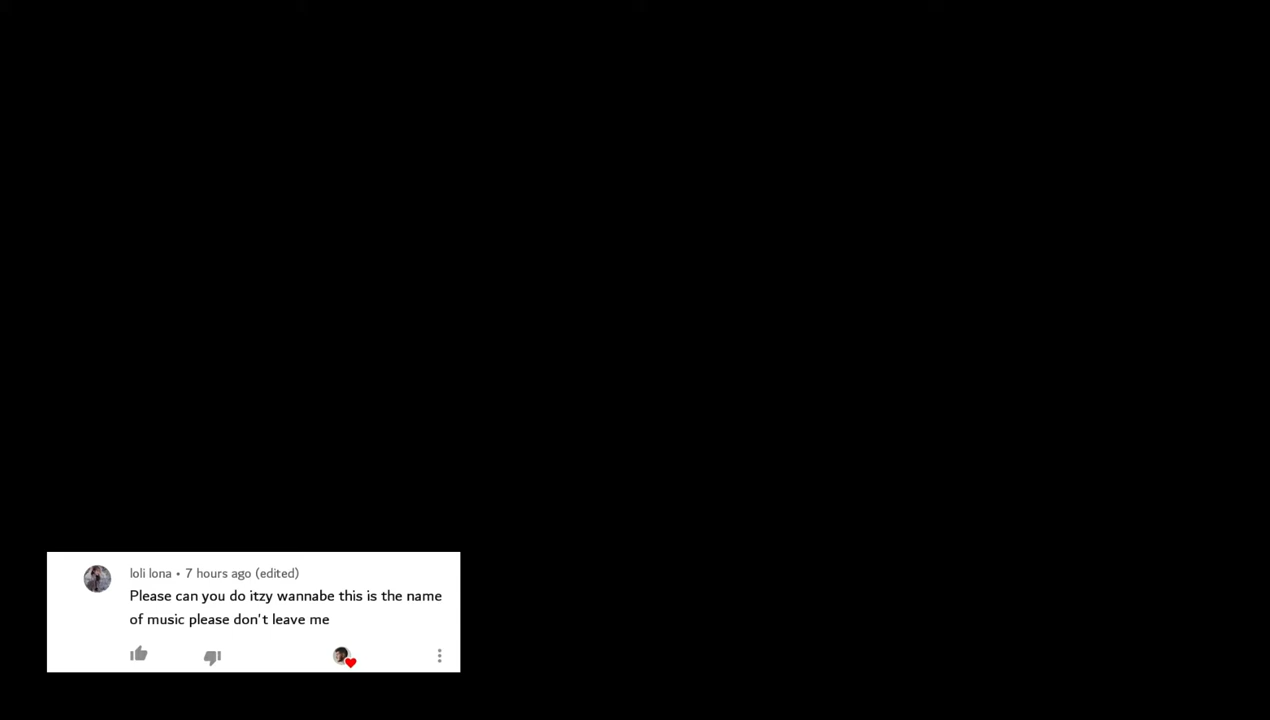 loli lona • 7 hours ago (edited)
Please can you do itzy wannabe this is the name
of music please don't leave me